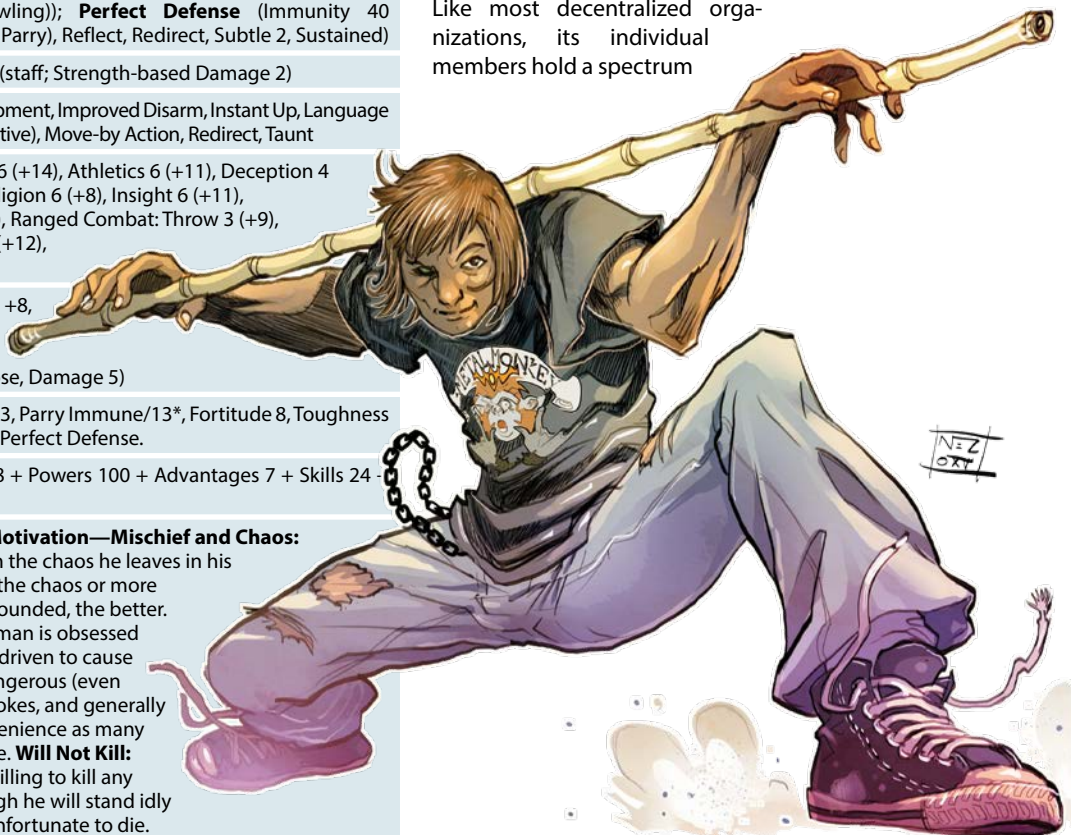 wling)); Perfect Defense (Immunity 40
Parry), Reflect, Redirect, Subtle 2, Sustained)
(staff; Strength-based Damage 2)
pment, Improved Disarm, Instant Up, Language
tive), Move-by Action, Redirect, Taunt
6 (+14), Athletics 6 (+11), Deception 4
igion 6 (+8), Insight 6 (+11),
, Ranged Combat: Throw 3 (+9),
(+12),
+8,
se, Damage 5)
3, Parry Immune/13*, Fortitude 8, Toughness
Perfect Defense.
8 + Powers 100 + Advantages 7 + Skills 24
Motivation—Mischief and Chaos:
n the chaos he leaves in his
the chaos or more
ounded, the better.
man is obsessed
driven to cause
ngerous (even
okes, and generally
enience as many
e. Will Not Kill:
illing to kill any
gh he will stand idly
nfortunate to die.
Like most decentralized orga-
nizations, its individual
members hold a spectrum
METAL MONKEY